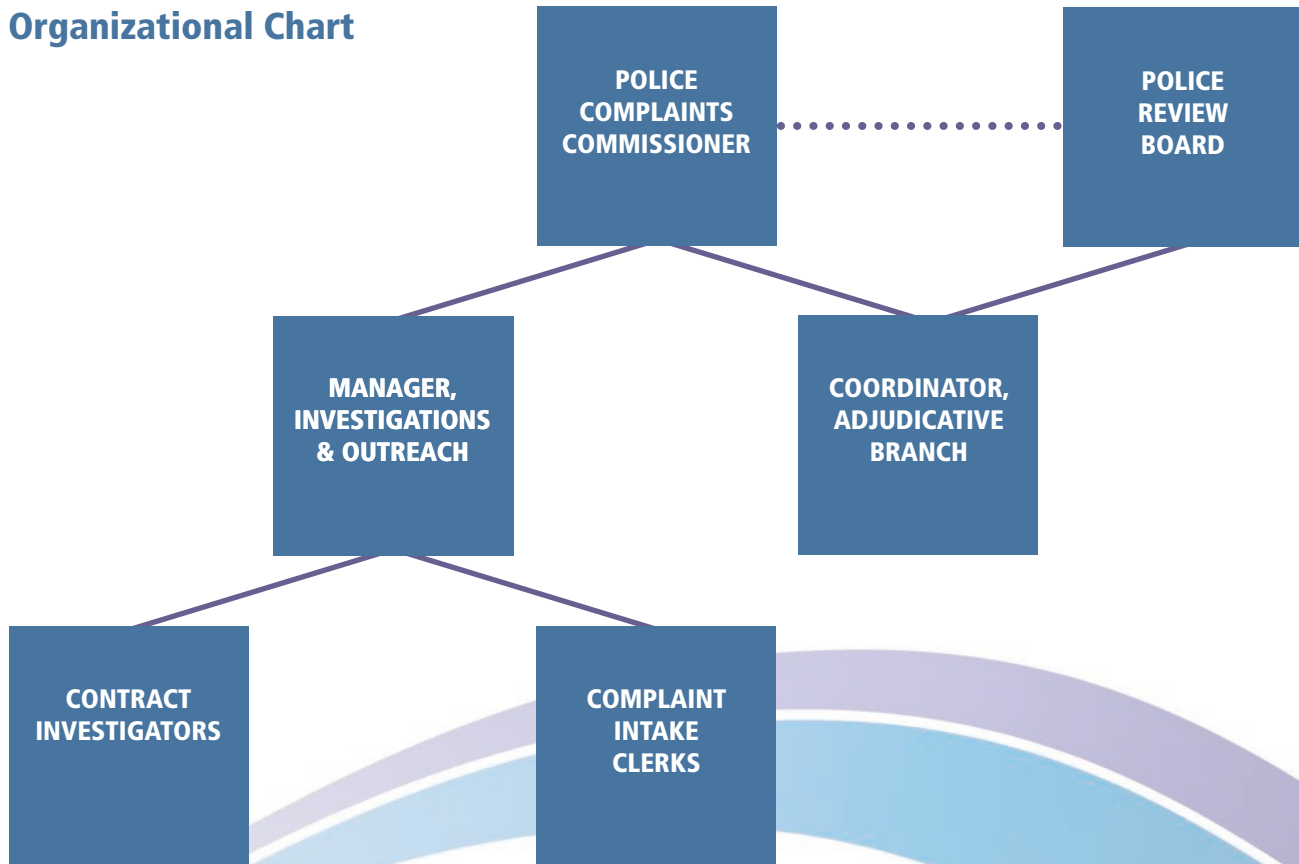 Organizational Chart
POLICE
COMPLAINTS
COMMISSIONER
POLICE
REVIEW
BOARD
MANAGER,
INVESTIGATIONS
& OUTREACH
COORDINATOR,
ADJUDICATIVE
BRANCH
CONTRACT
INVESTIGATORS
COMPLAINT
INTAKE
CLERKS